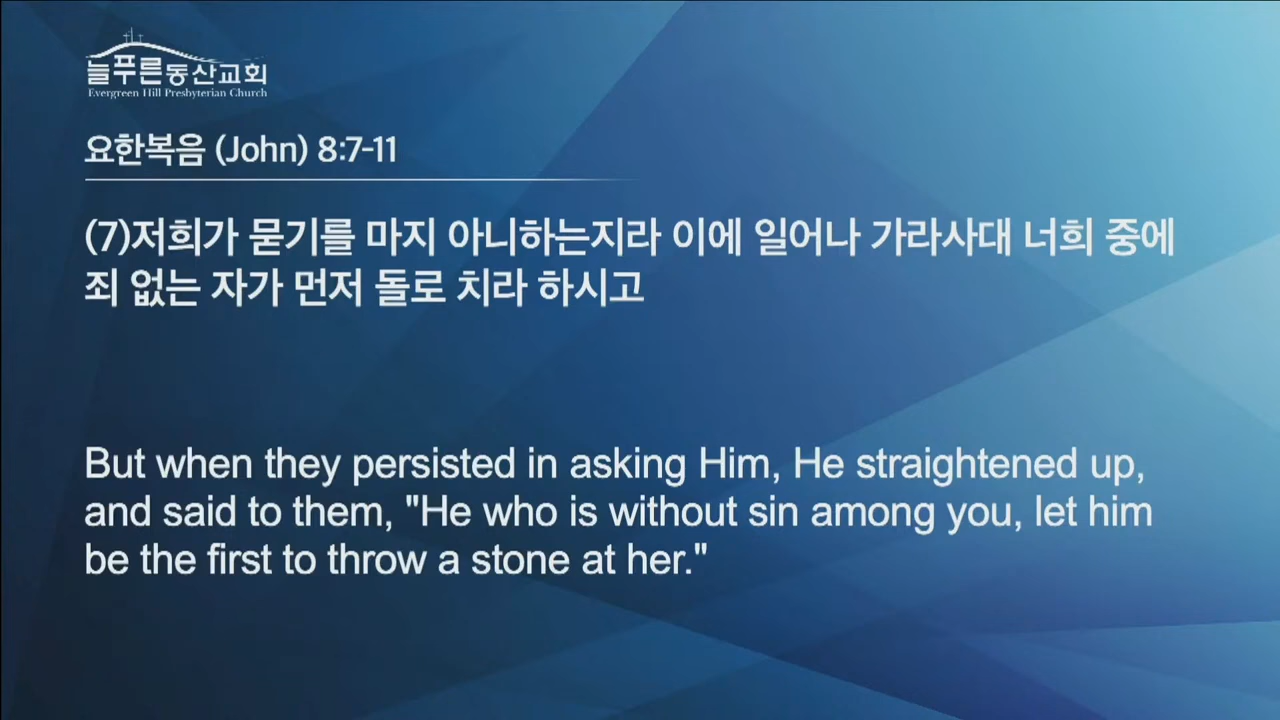 늘푸른동산교회
Evergreen Hill Presbyterian Church
요한복음 (John) 8:7-11
(7)저희가 묻기를 마지 아니하는지라 이에 일어나 가라사대 너희 중에
죄 없는 자가 먼저 돌로 치라 하시고
But when they persisted in asking Him, He straightened up,
and said to them, "He who is without sin among you, let him
be the first to throw a stone at her."